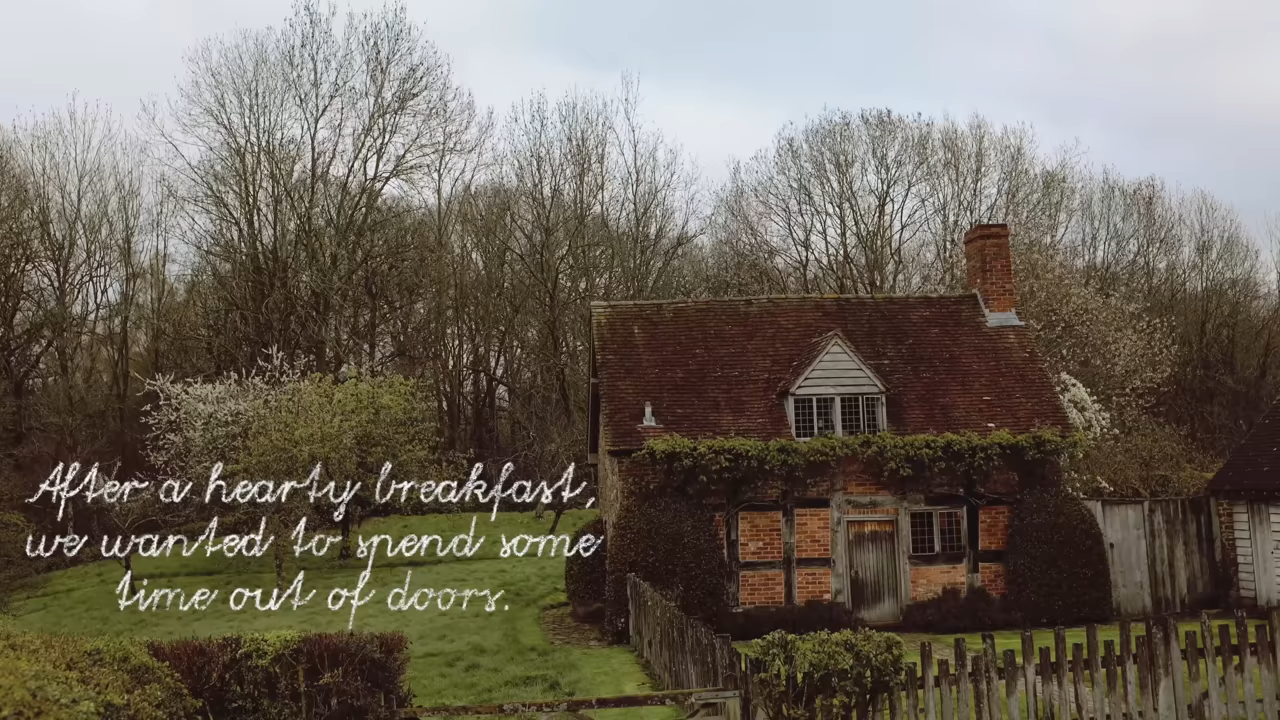 After a hearty breakfast,
we wanted to spend some
time out of doors.